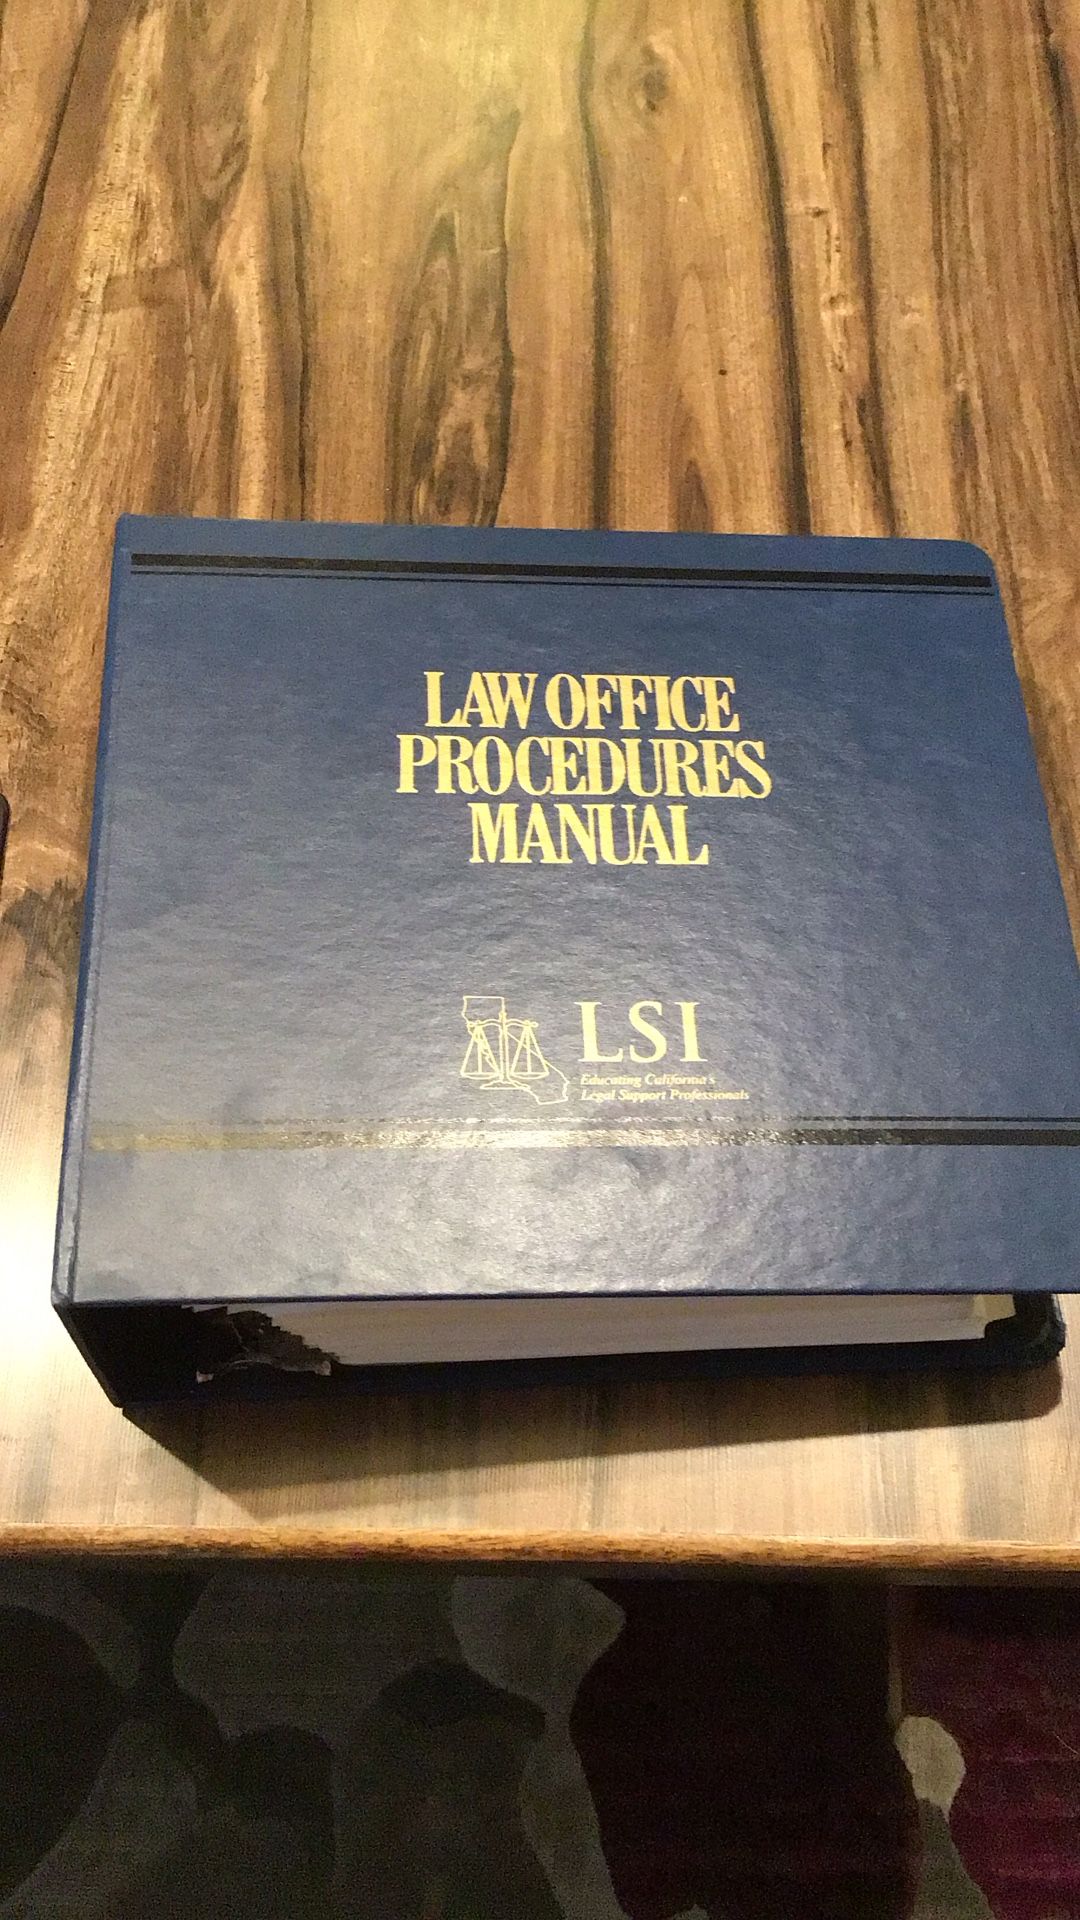 LAW OFFICE
PROCEDURES
MANUAL
LSI
Educating California's
Legal Support Professionals